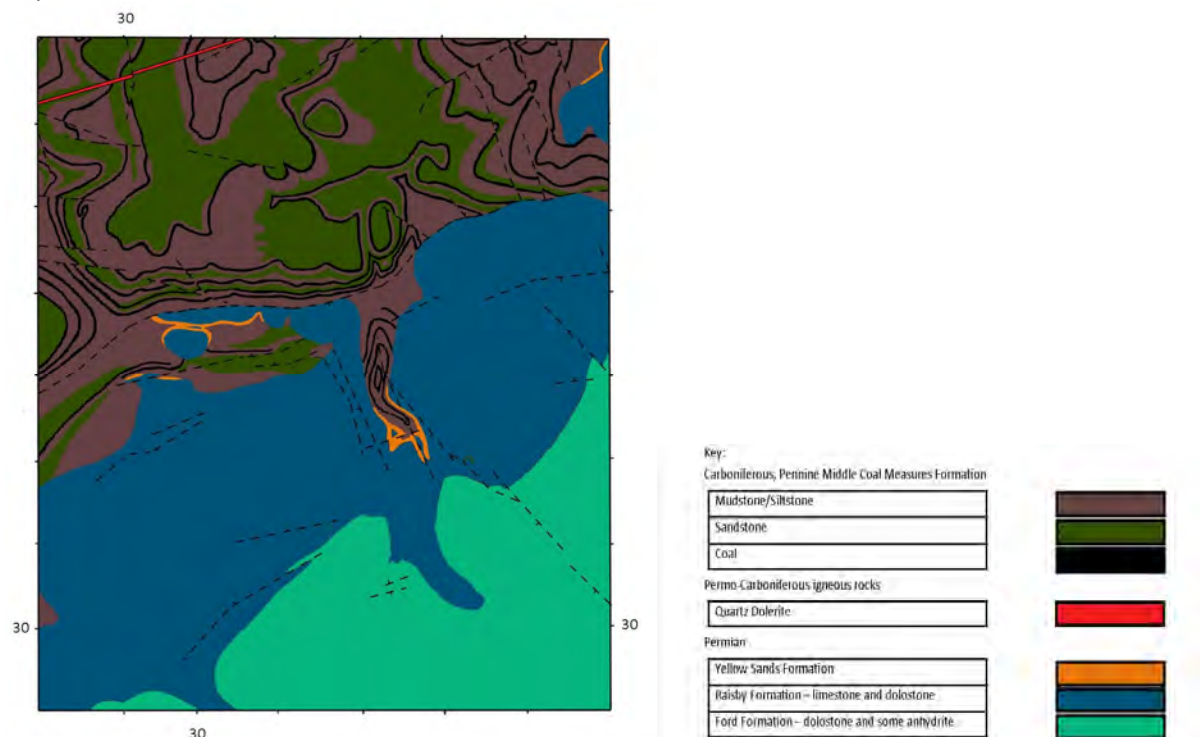 30
30
30
30
Key:
Carboniferous, Pennine Middle Coal Measures Formation
Mudstone/Siltstone
Sandstone
Coal
Permo-Carboniferous igneous rocks
Quartz Dolerite
Permian
Yellow Sands Formation
Raisby Formation – limestone and dolostone
Ford Formation – dolostone and some anhydrite